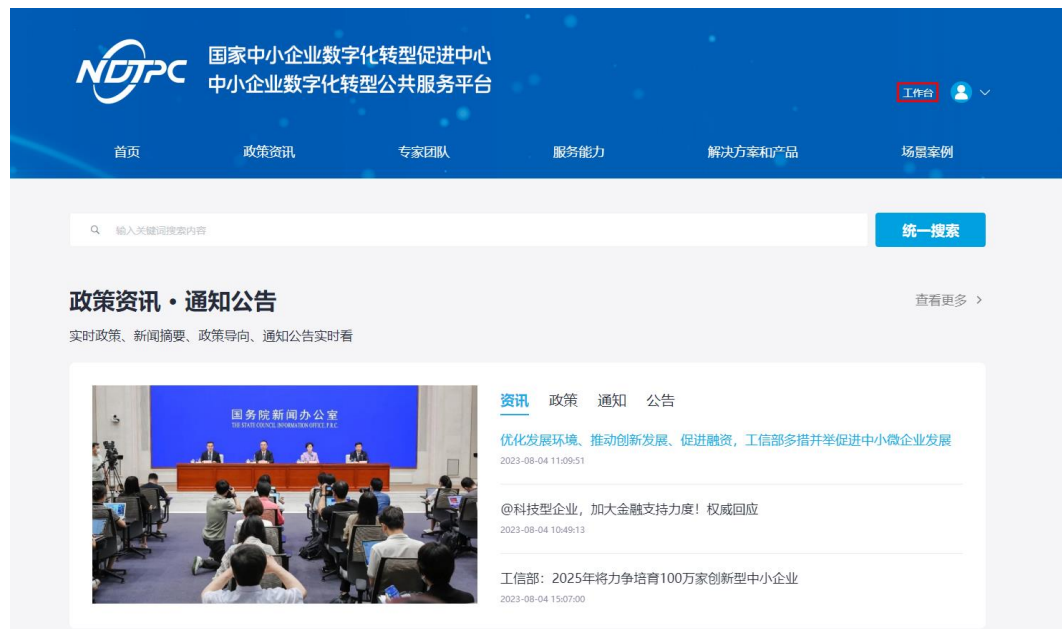 NDTPC
国家中小企业数字化转型促进中心
中小企业数字化转型公共服务平台
工作台
首页 政策资讯 专家团队 服务能力 解决方案和产品 场景案例
输入关键词搜索内容
统一搜索
政策资讯・通知公告
查看更多
实时政策、新闻摘要、政策导向、通知公告实时看
国务院新闻办公室
THE STATE COUNCIL INFORMATION OFFICE, P.R.C.
资讯 政策 通知 公告
优化发展环境、推动创新发展、促进融资，工信部多措并举促进中小微企业发展
2023-08-04 11:09:51
@科技型企业，加大金融支持力度！权威回应
2023-08-04 10:49:13
工信部：2025年将力争培育100万家创新型中小企业
2023-08-04 15:07:00